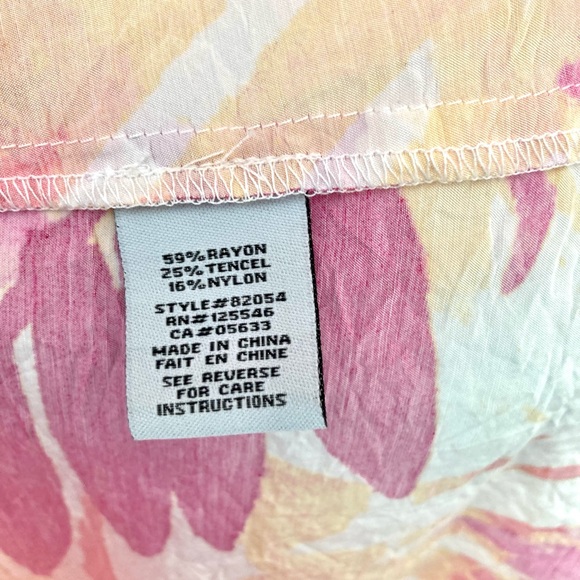 59% RAYON
25% TENCEL
16% NYLON
STYLE#82054
RN#125546
CA#05633
MADE IN CHINA
FAIT EN CHINE
SEE REVERSE
FOR CARE
INSTRUCTIONS